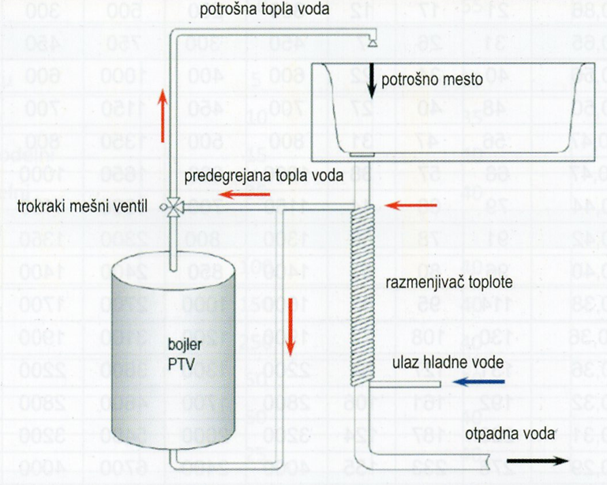 potrošna topla voda
potrošno mesto
predegrejana topla voda
trokraki mešni ventil
razmenjivač toplote
bojler
PTV
ulaz hladne vode
otpadna voda